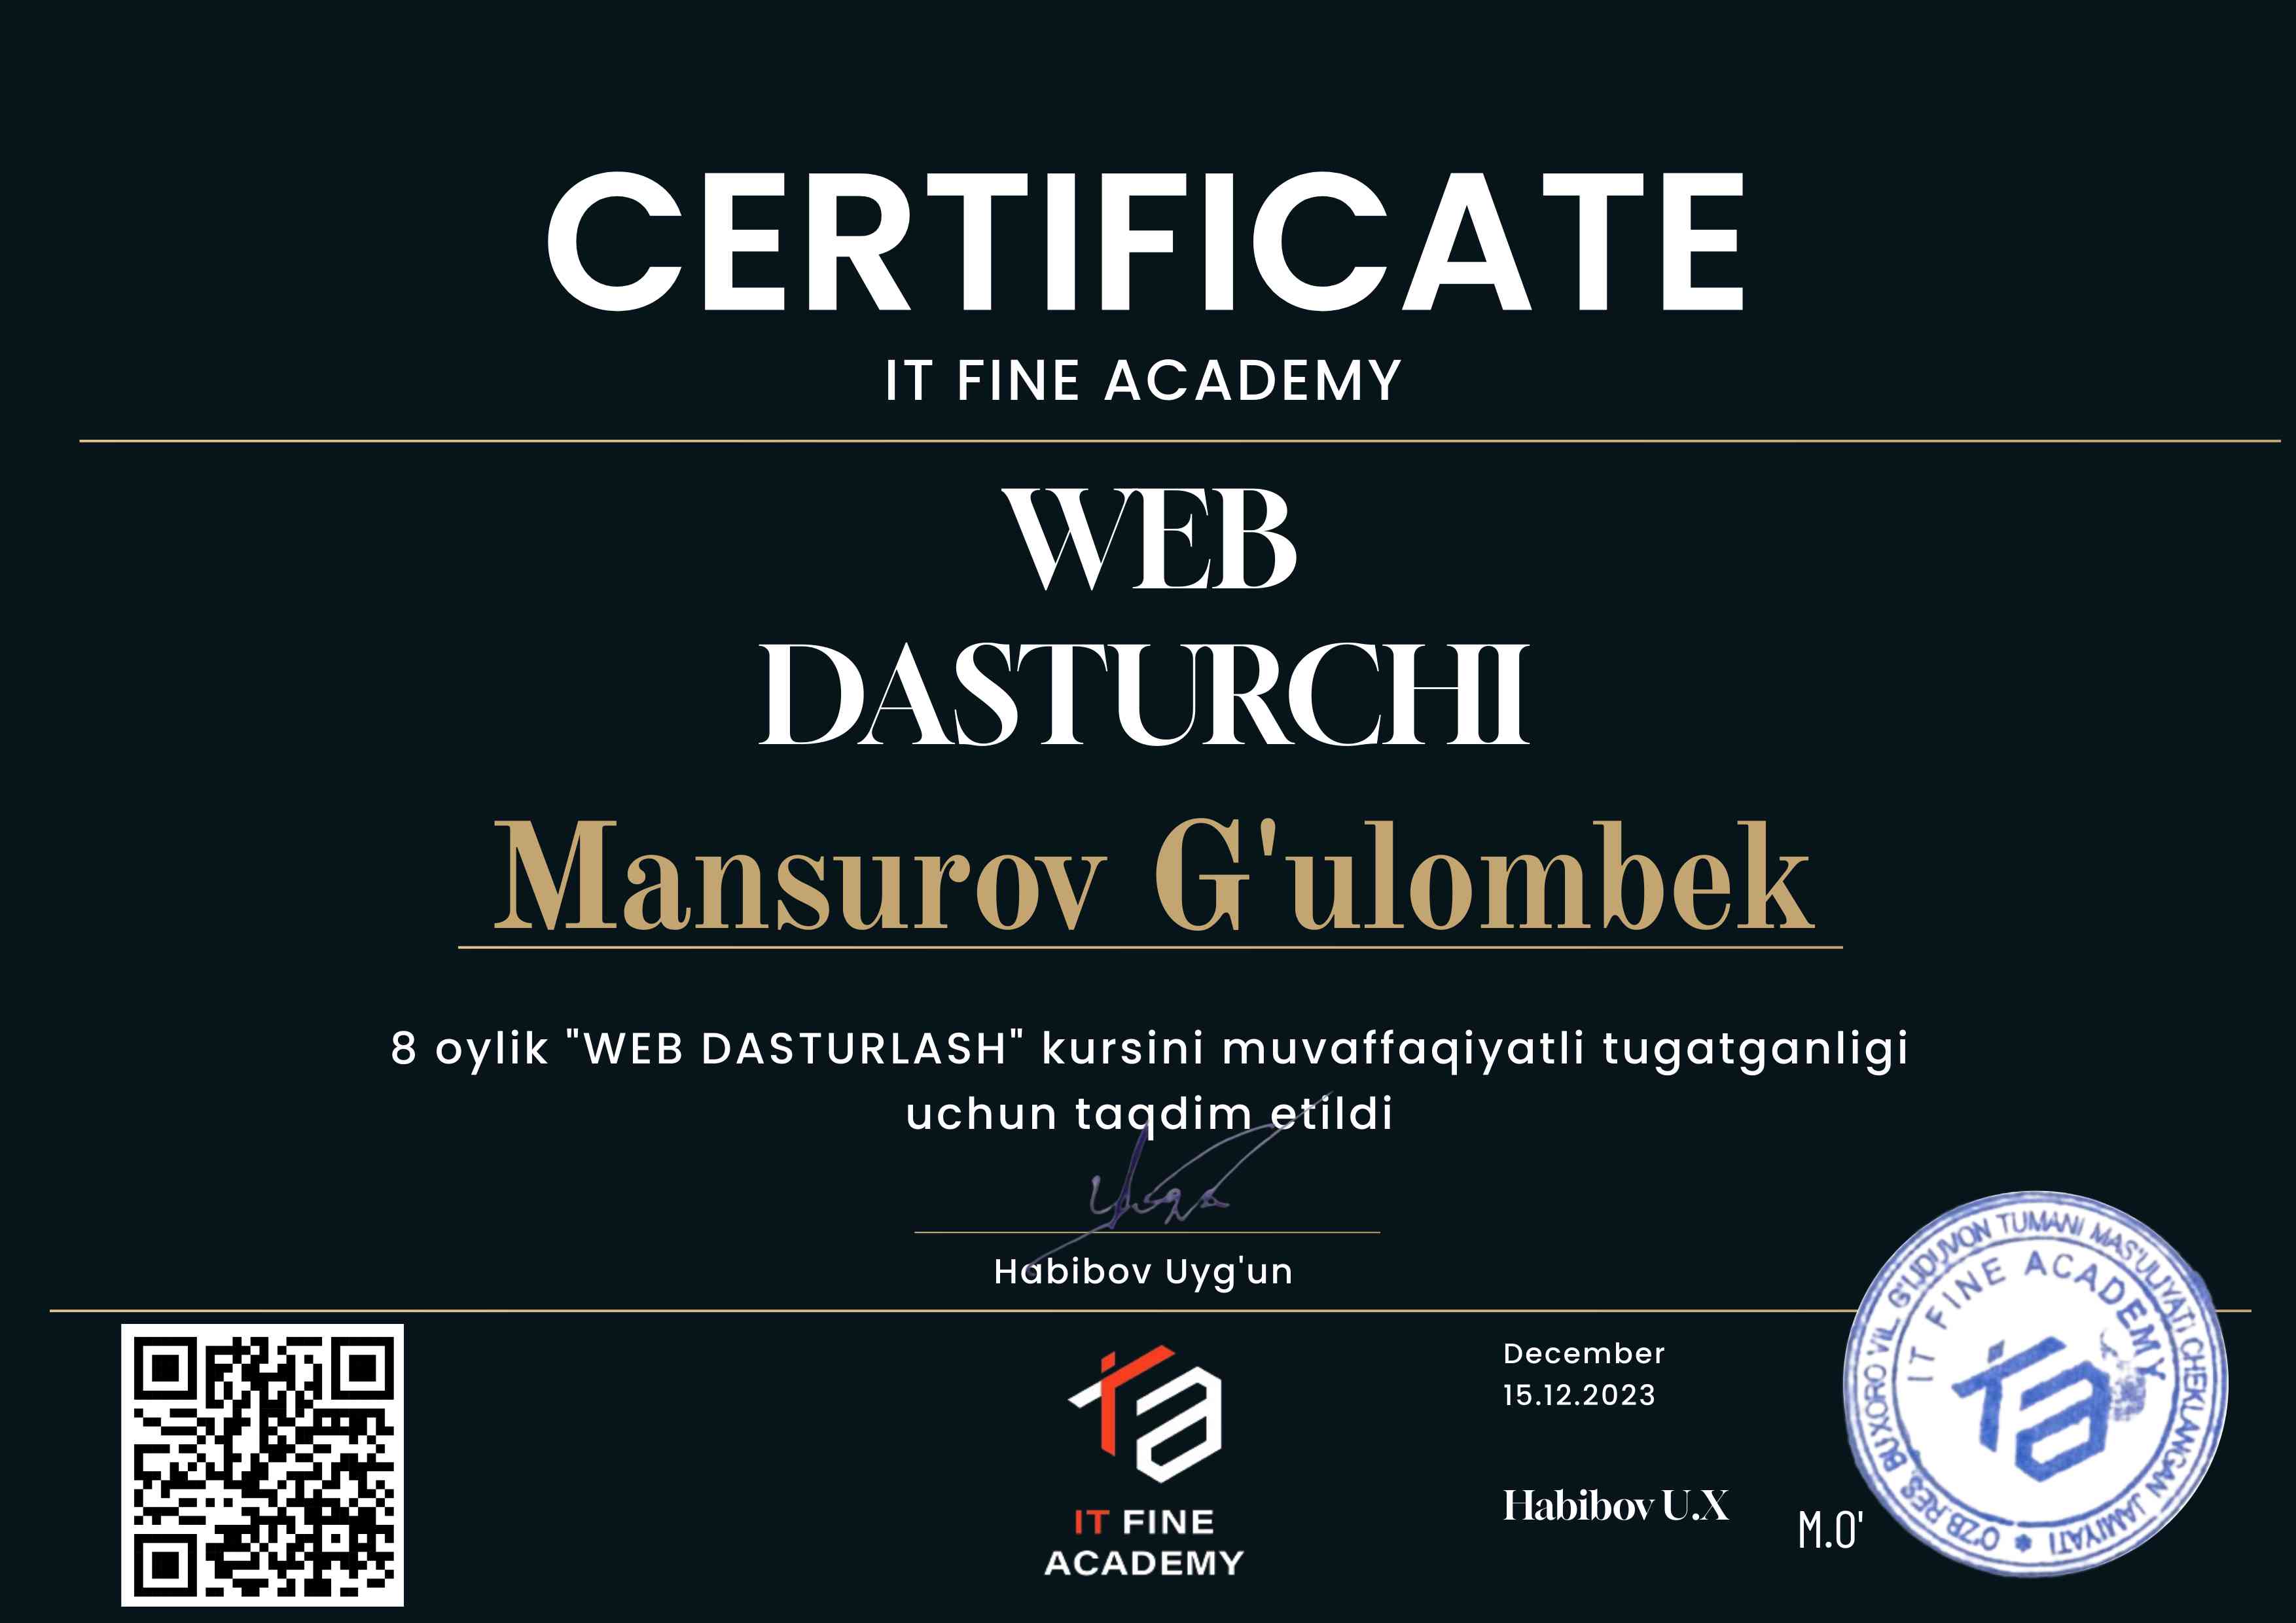 CERTIFICATE
IT FINE ACADEMY
WEB
DASTURCHI
Mansurov G'ulombek
8 oylik "WEB DASTURLASH" kursini muvaffaqiyatli tugatganligi
uchun taqdim etildi
Habibov Uyg'un
IT FINE
ACADEMY
December
15.12.2023
Habibov U.X
M.O'
O'ZB.RES. BUXORO VIL. G'IJDUVON TUMANI MAS'ULIYATI CHEKLANGAN JAMIYATI
IT FINE ACADEMY